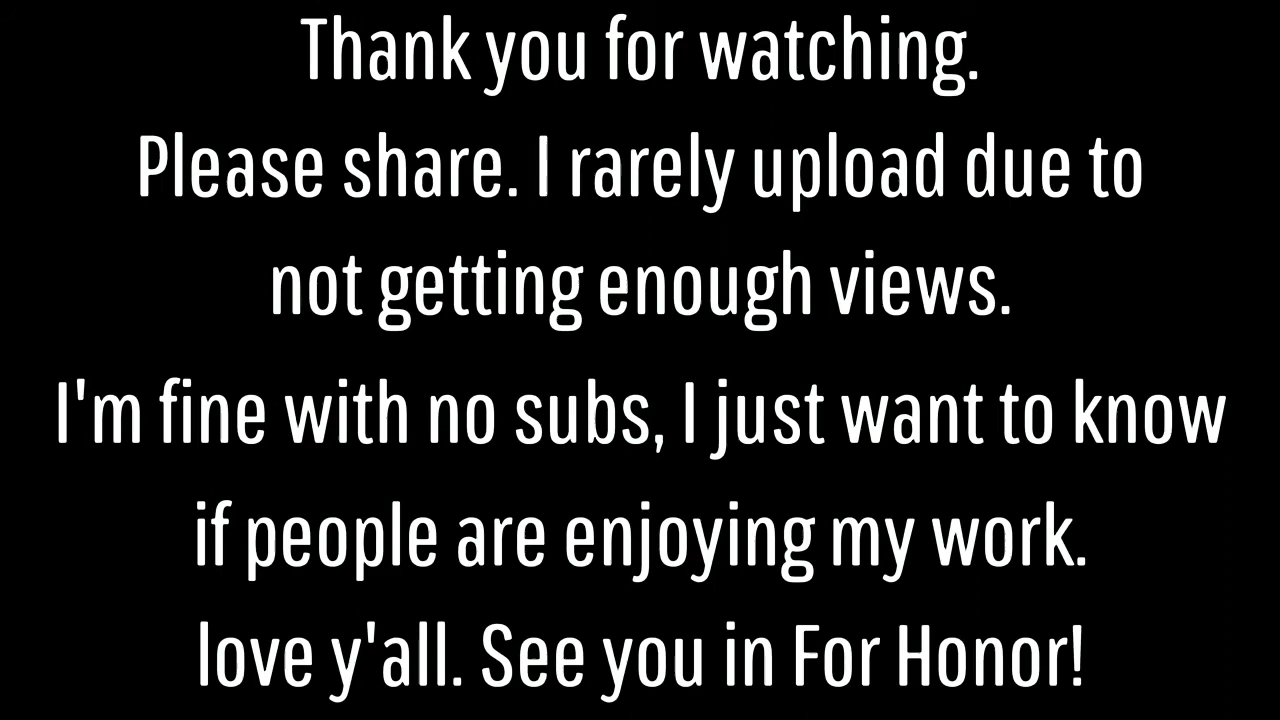 Thank you for watching.
Please share. I rarely upload due to
not getting enough views.
I'm fine with no subs, I just want to know
if people are enjoying my work.
love y'all. See you in For Honor!